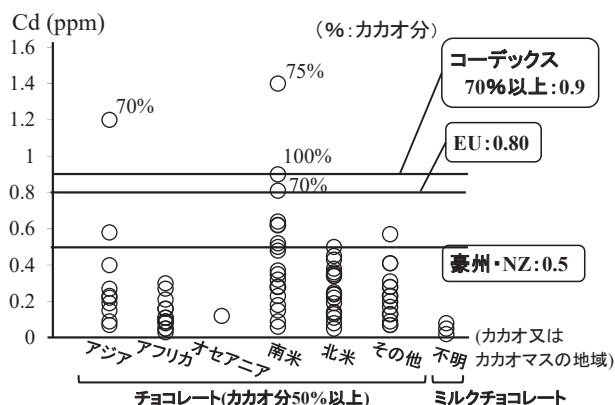 Cd (ppm)
(%:カカオ分)
1.6
1.4
1.2
1
0.8
0.6
0.4
0.2
0
70%
75%
100%
70%
コーデックス
70%以上:0.9
EU:0.80
豪州・NZ:0.5
アジア
アフリカ
オセアニア
南米
北米
その他
不明
(カカオ又は
カカオマスの地域)
チョコレート(カカオ分50%以上)
ミルクチョコレート